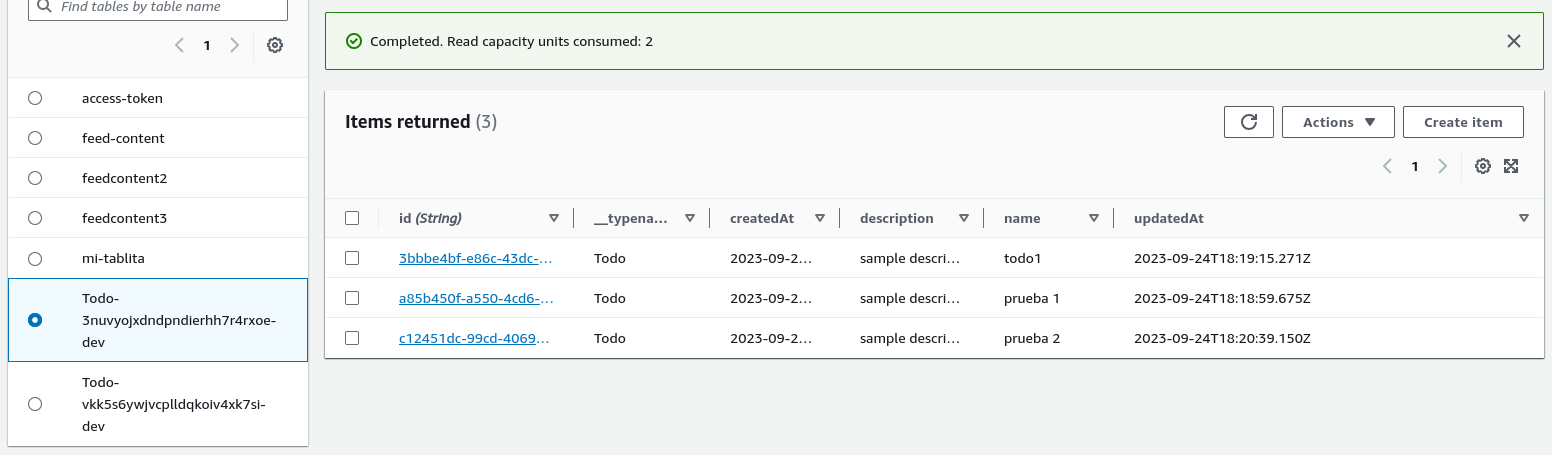 Find tables by table name
1
access-token
feed-content
feedcontent2
feedcontent3
mi-tablita
Todo-
3nuvyojxdndpndierhh7r4rxoe-
dev
Todo-
vkk5s6ywjvcplldqkoiv4xk7si-
dev
Completed. Read capacity units consumed: 2
Items returned (3)
Actions
Create item
1
id (String) __typena... createdAt description name updatedAt
3bbbe4bf-e86c-43dc-... Todo 2023-09-2... sample descri... todo1 2023-09-24T18:19:15.271Z
a85b450f-a550-4cd6-... Todo 2023-09-2... sample descri... prueba 1 2023-09-24T18:18:59.675Z
c12451dc-99cd-4069... Todo 2023-09-2... sample descri... prueba 2 2023-09-24T18:20:39.150Z